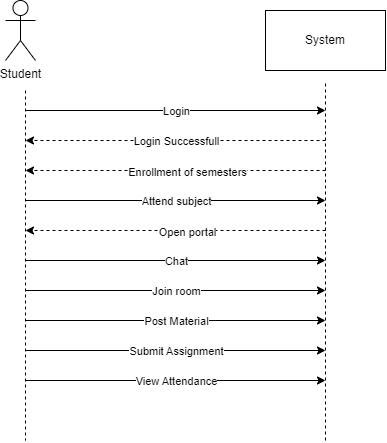 System
Student
Login
Login Successfull
Enrollment of semesters
Attend subject
Open portal
Chat
Join room
Post Material
Submit Assignment
View Attendance